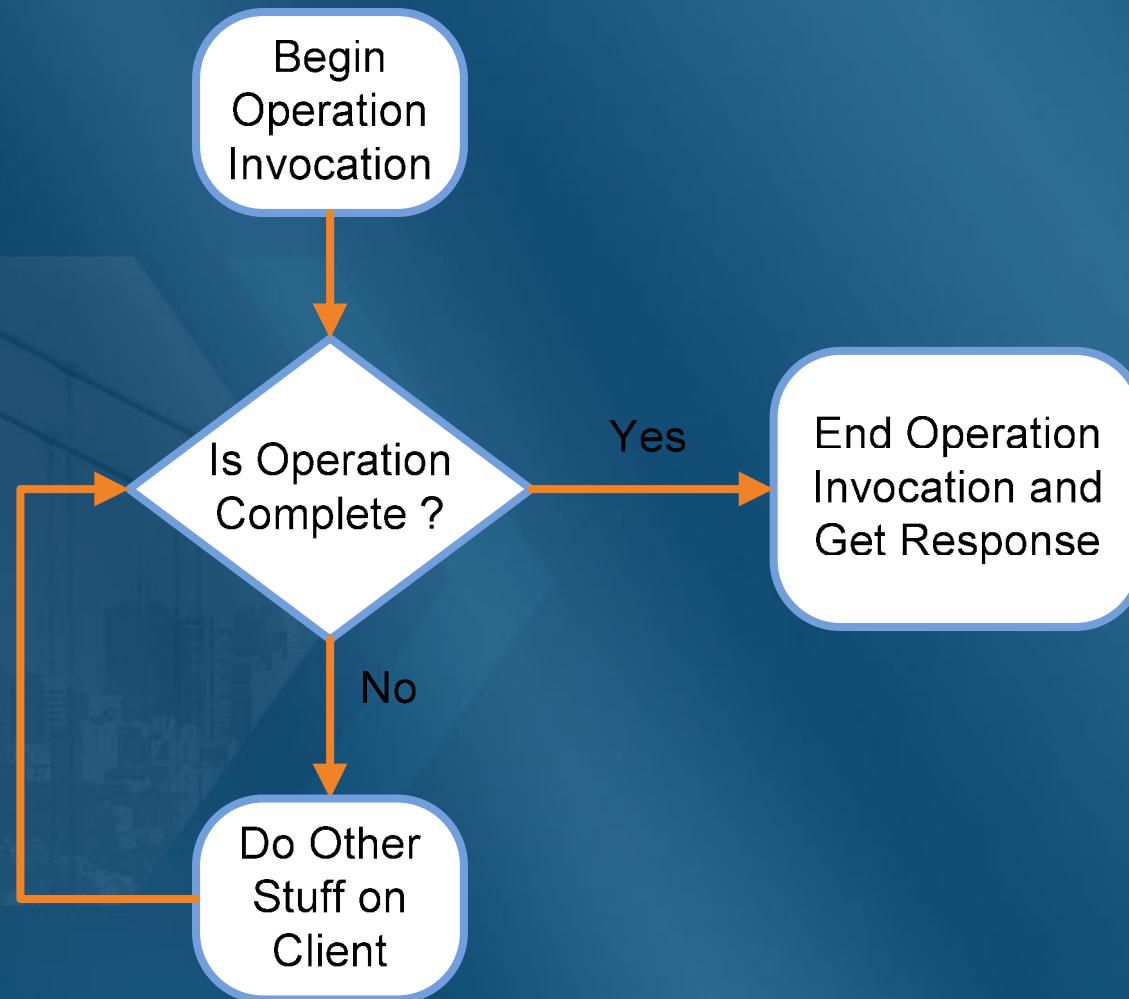 Begin
Operation
Invocation
Is Operation
Complete ?
Yes
End Operation
Invocation and
Get Response
No
Do Other
Stuff on
Client